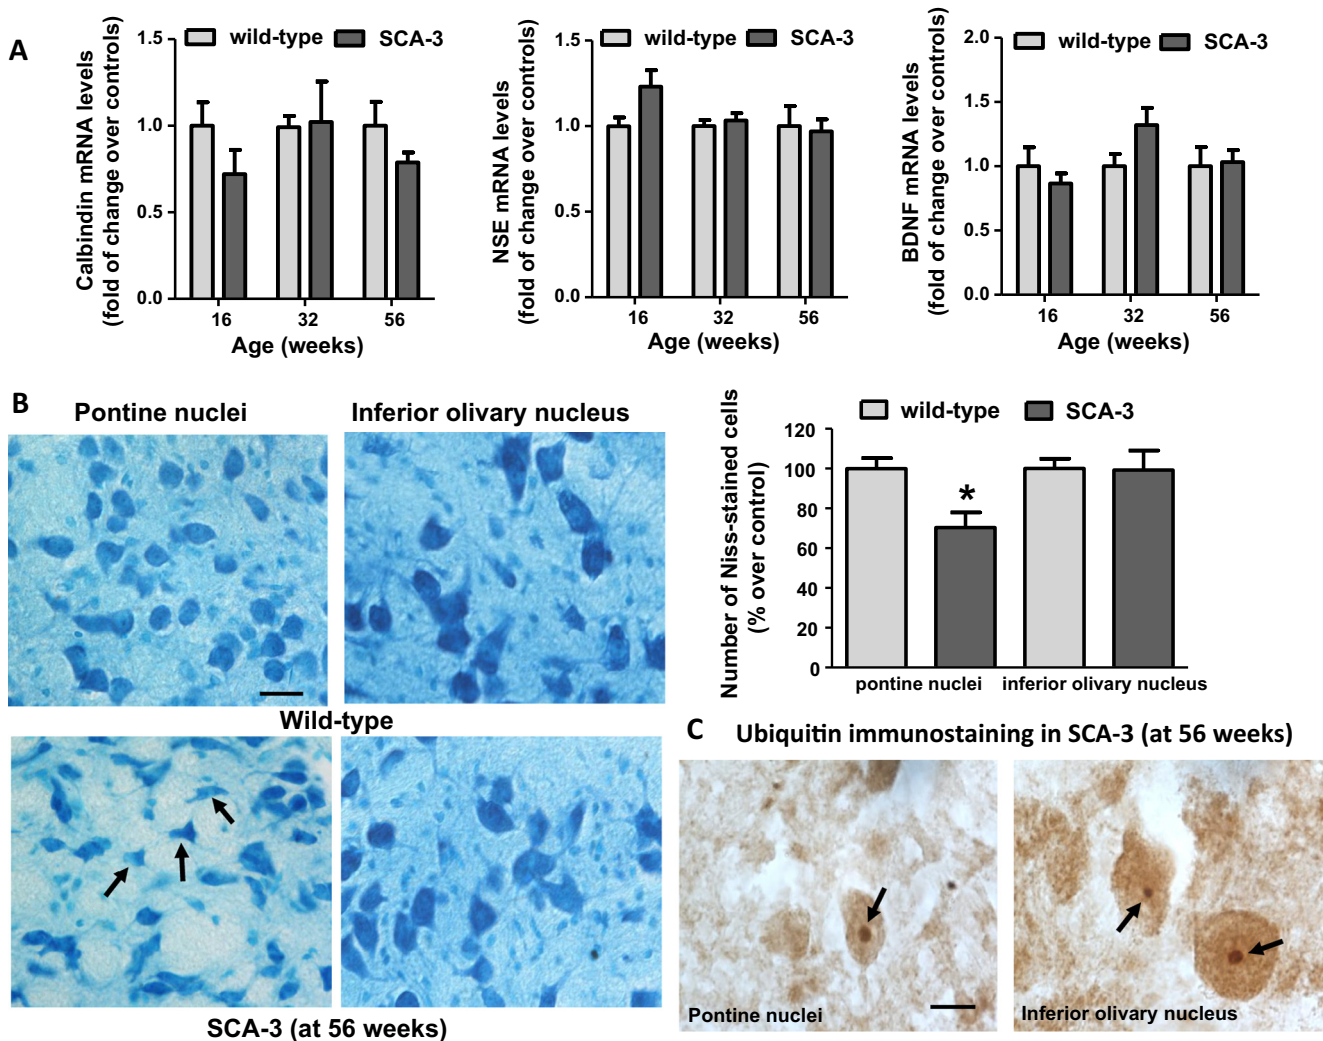 A
wild-type SCA-3
Calbindin mRNA levels
(fold of change over controls)
1.5
1.0
0.5
0.0
16 32 56
Age (weeks)
wild-type SCA-3
NSE mRNA levels
(fold of change over controls)
1.5
1.0
0.5
0.0
16 32 56
Age (weeks)
wild-type SCA-3
BDNF mRNA levels
(fold of change over controls)
2.0
1.5
1.0
0.5
0.0
16 32 56
Age (weeks)
B
Pontine nuclei Inferior olivary nucleus
Wild-type
SCA-3 (at 56 weeks)
wild-type SCA-3
Number of Niss-stained cells
(% over control)
120
100
80
60
40
20
0
*
pontine nuclei inferior olivary nucleus
C Ubiquitin immunostaining in SCA-3 (at 56 weeks)
Pontine nuclei
Inferior olivary nucleus